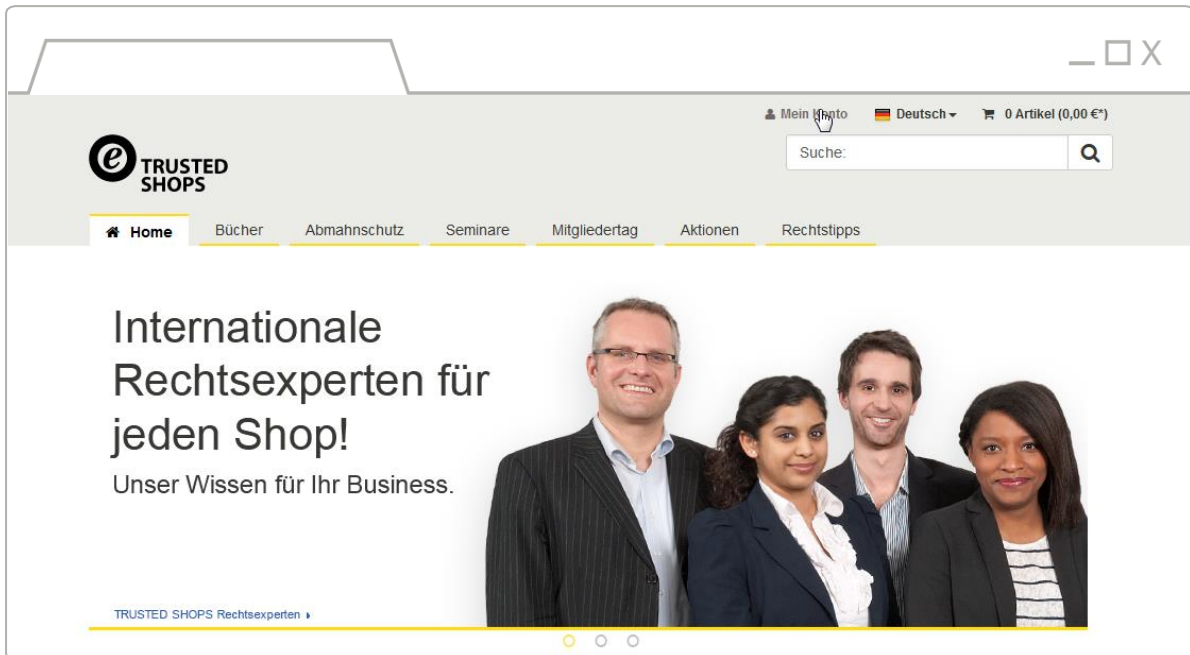 Mein Konto Deutsch 0 Artikel (0,00 €*)
Suche:
e TRUSTED
SHOPS
Home Bücher Abmahnschutz Seminare Mitgliedertag Aktionen Rechtstipps
Internationale
Rechtsexperten für
jeden Shop!
Unser Wissen für Ihr Business.
TRUSTED SHOPS Rechtsexperten